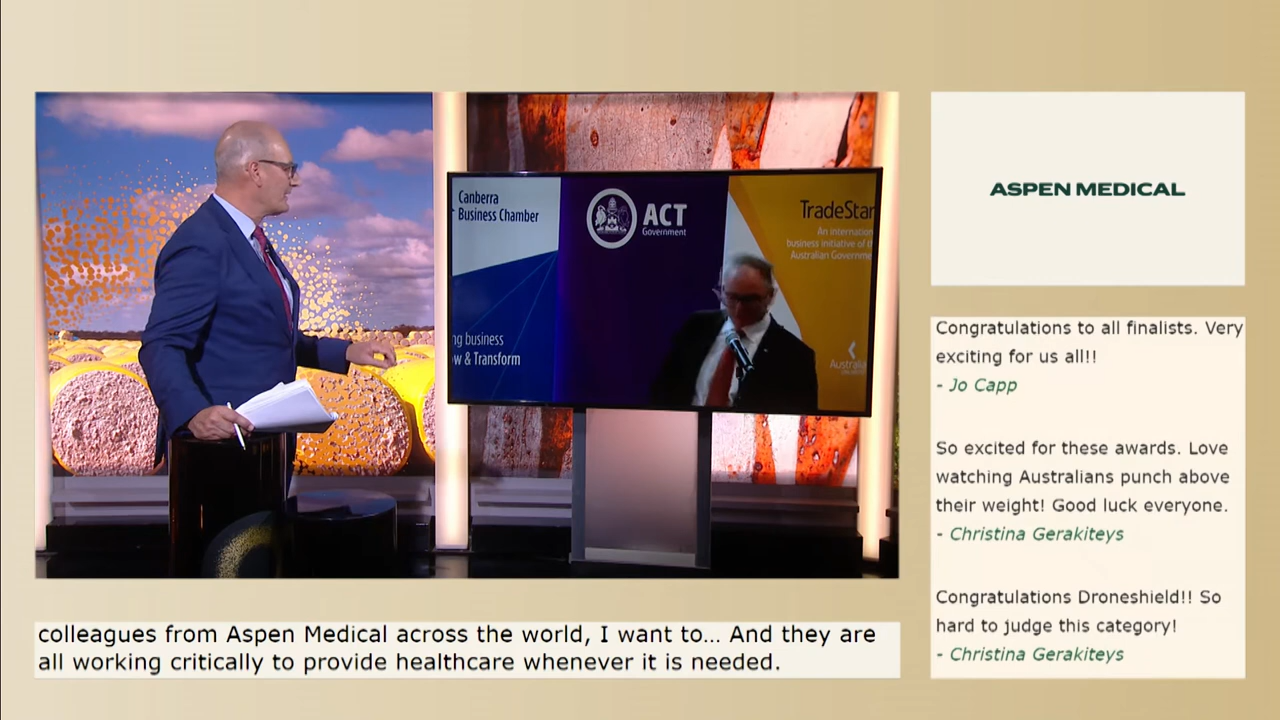 Canberra
Business Chamber
ng business
w & Transform
ACT
Government
TradeStar
An internation
business initiative of t
Australian Governme
Australia
ASPEN MEDICAL
Congratulations to all finalists. Very
exciting for us all!!
- Jo Capp
So excited for these awards. Love
watching Australians punch above
their weight! Good luck everyone.
- Christina Gerakiteys
Congratulations Droneshield!! So
hard to judge this category!
- Christina Gerakiteys
colleagues from Aspen Medical across the world, I want to... And they are
all working critically to provide healthcare whenever it is needed.